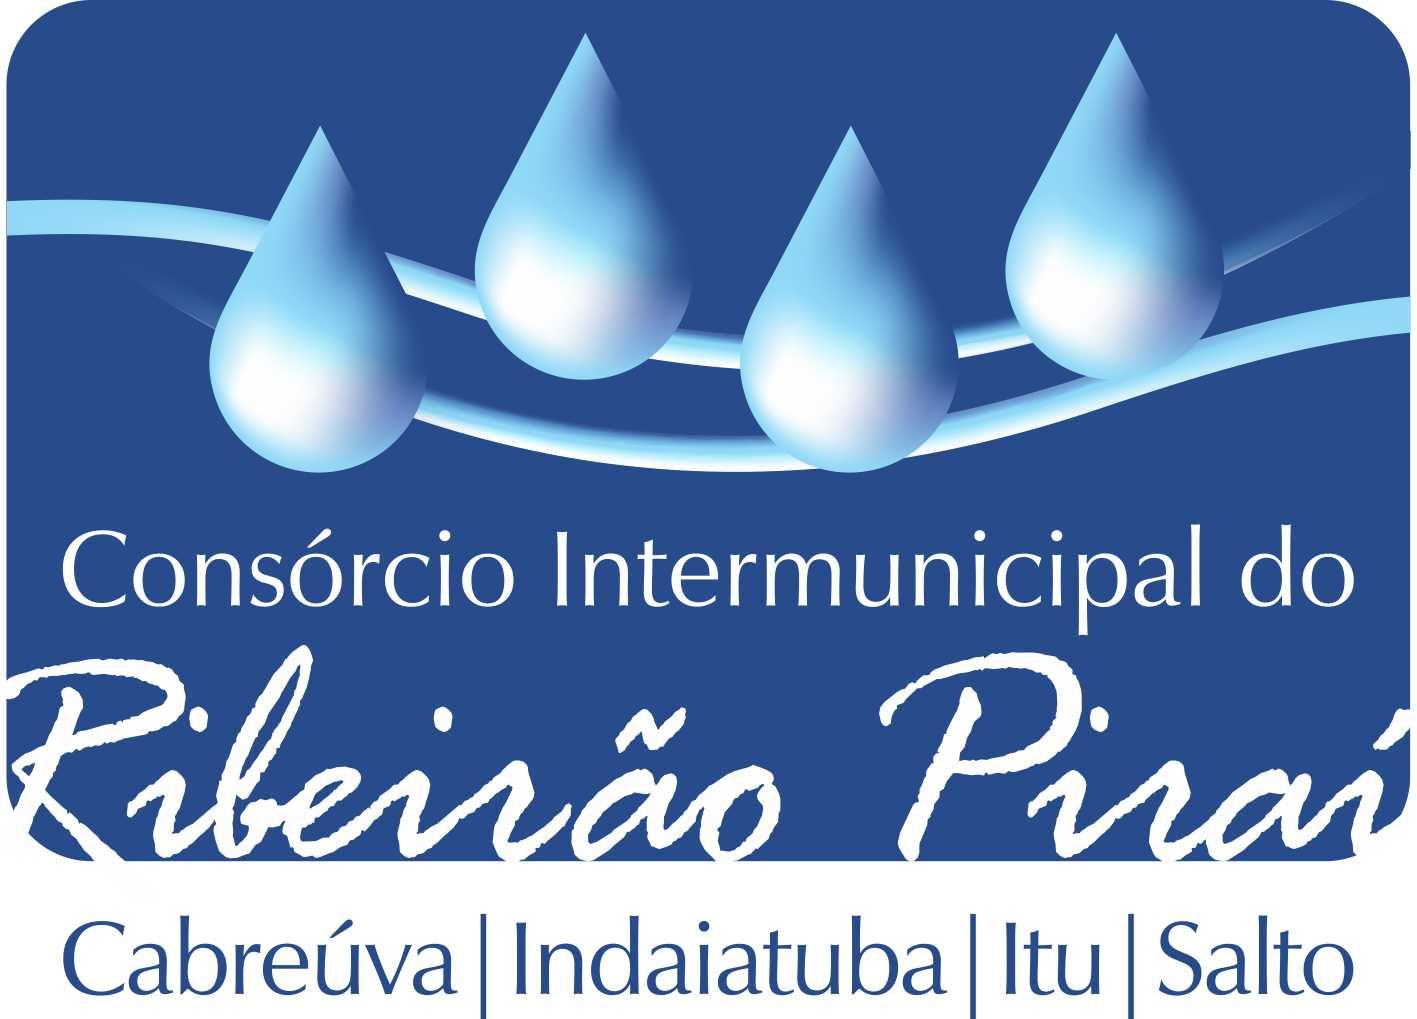 Consórcio Intermunicipal do
Ribeirão Piraí
Cabreúva|Indaiatuba|Itu|Salto